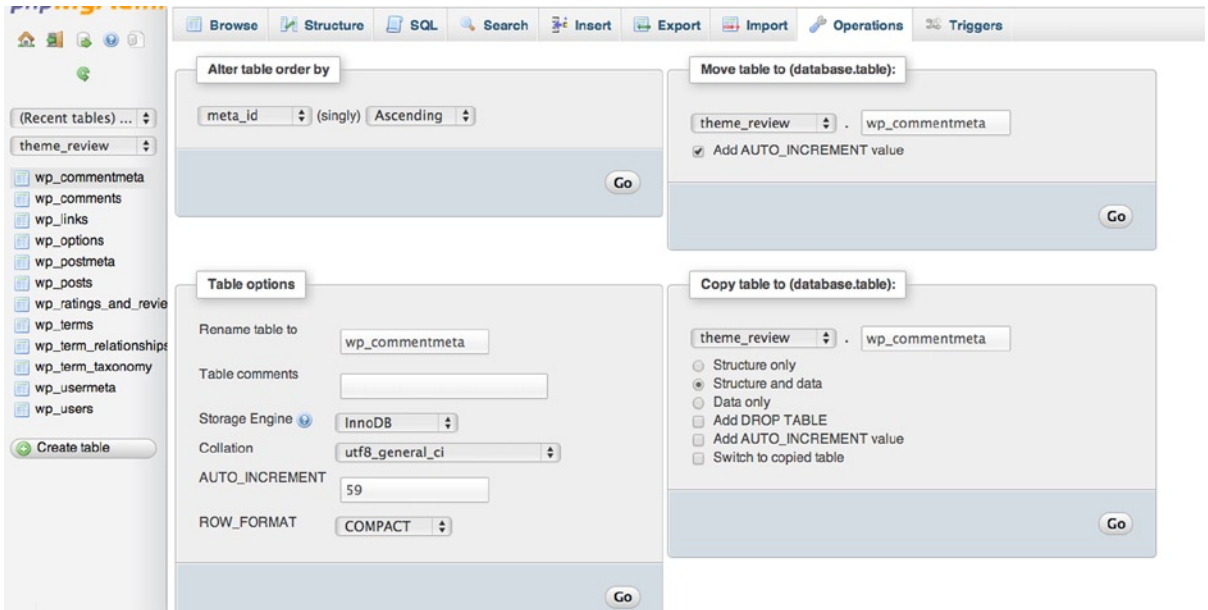 Browse Structure SQL Search Insert Export Import Operations Triggers
(Recent tables) ...
theme_review
wp_commentmeta
wp_comments
wp_links
wp_options
wp_postmeta
wp_posts
wp_ratings_and_revie
wp_terms
wp_term_relationships
wp_term_taxonomy
wp_usermeta
wp_users
Create table
Alter table order by
meta_id (singly) Ascending
Go
Move table to (database.table):
theme_review . wp_commentmeta
Add AUTO_INCREMENT value
Go
Table options
Rename table to wp_commentmeta
Table comments
Storage Engine InnoDB
Collation utf8_general_ci
AUTO_INCREMENT 59
ROW_FORMAT COMPACT
Go
Copy table to (database.table):
theme_review . wp_commentmeta
Structure only
Structure and data
Data only
Add DROP TABLE
Add AUTO_INCREMENT value
Switch to copied table
Go